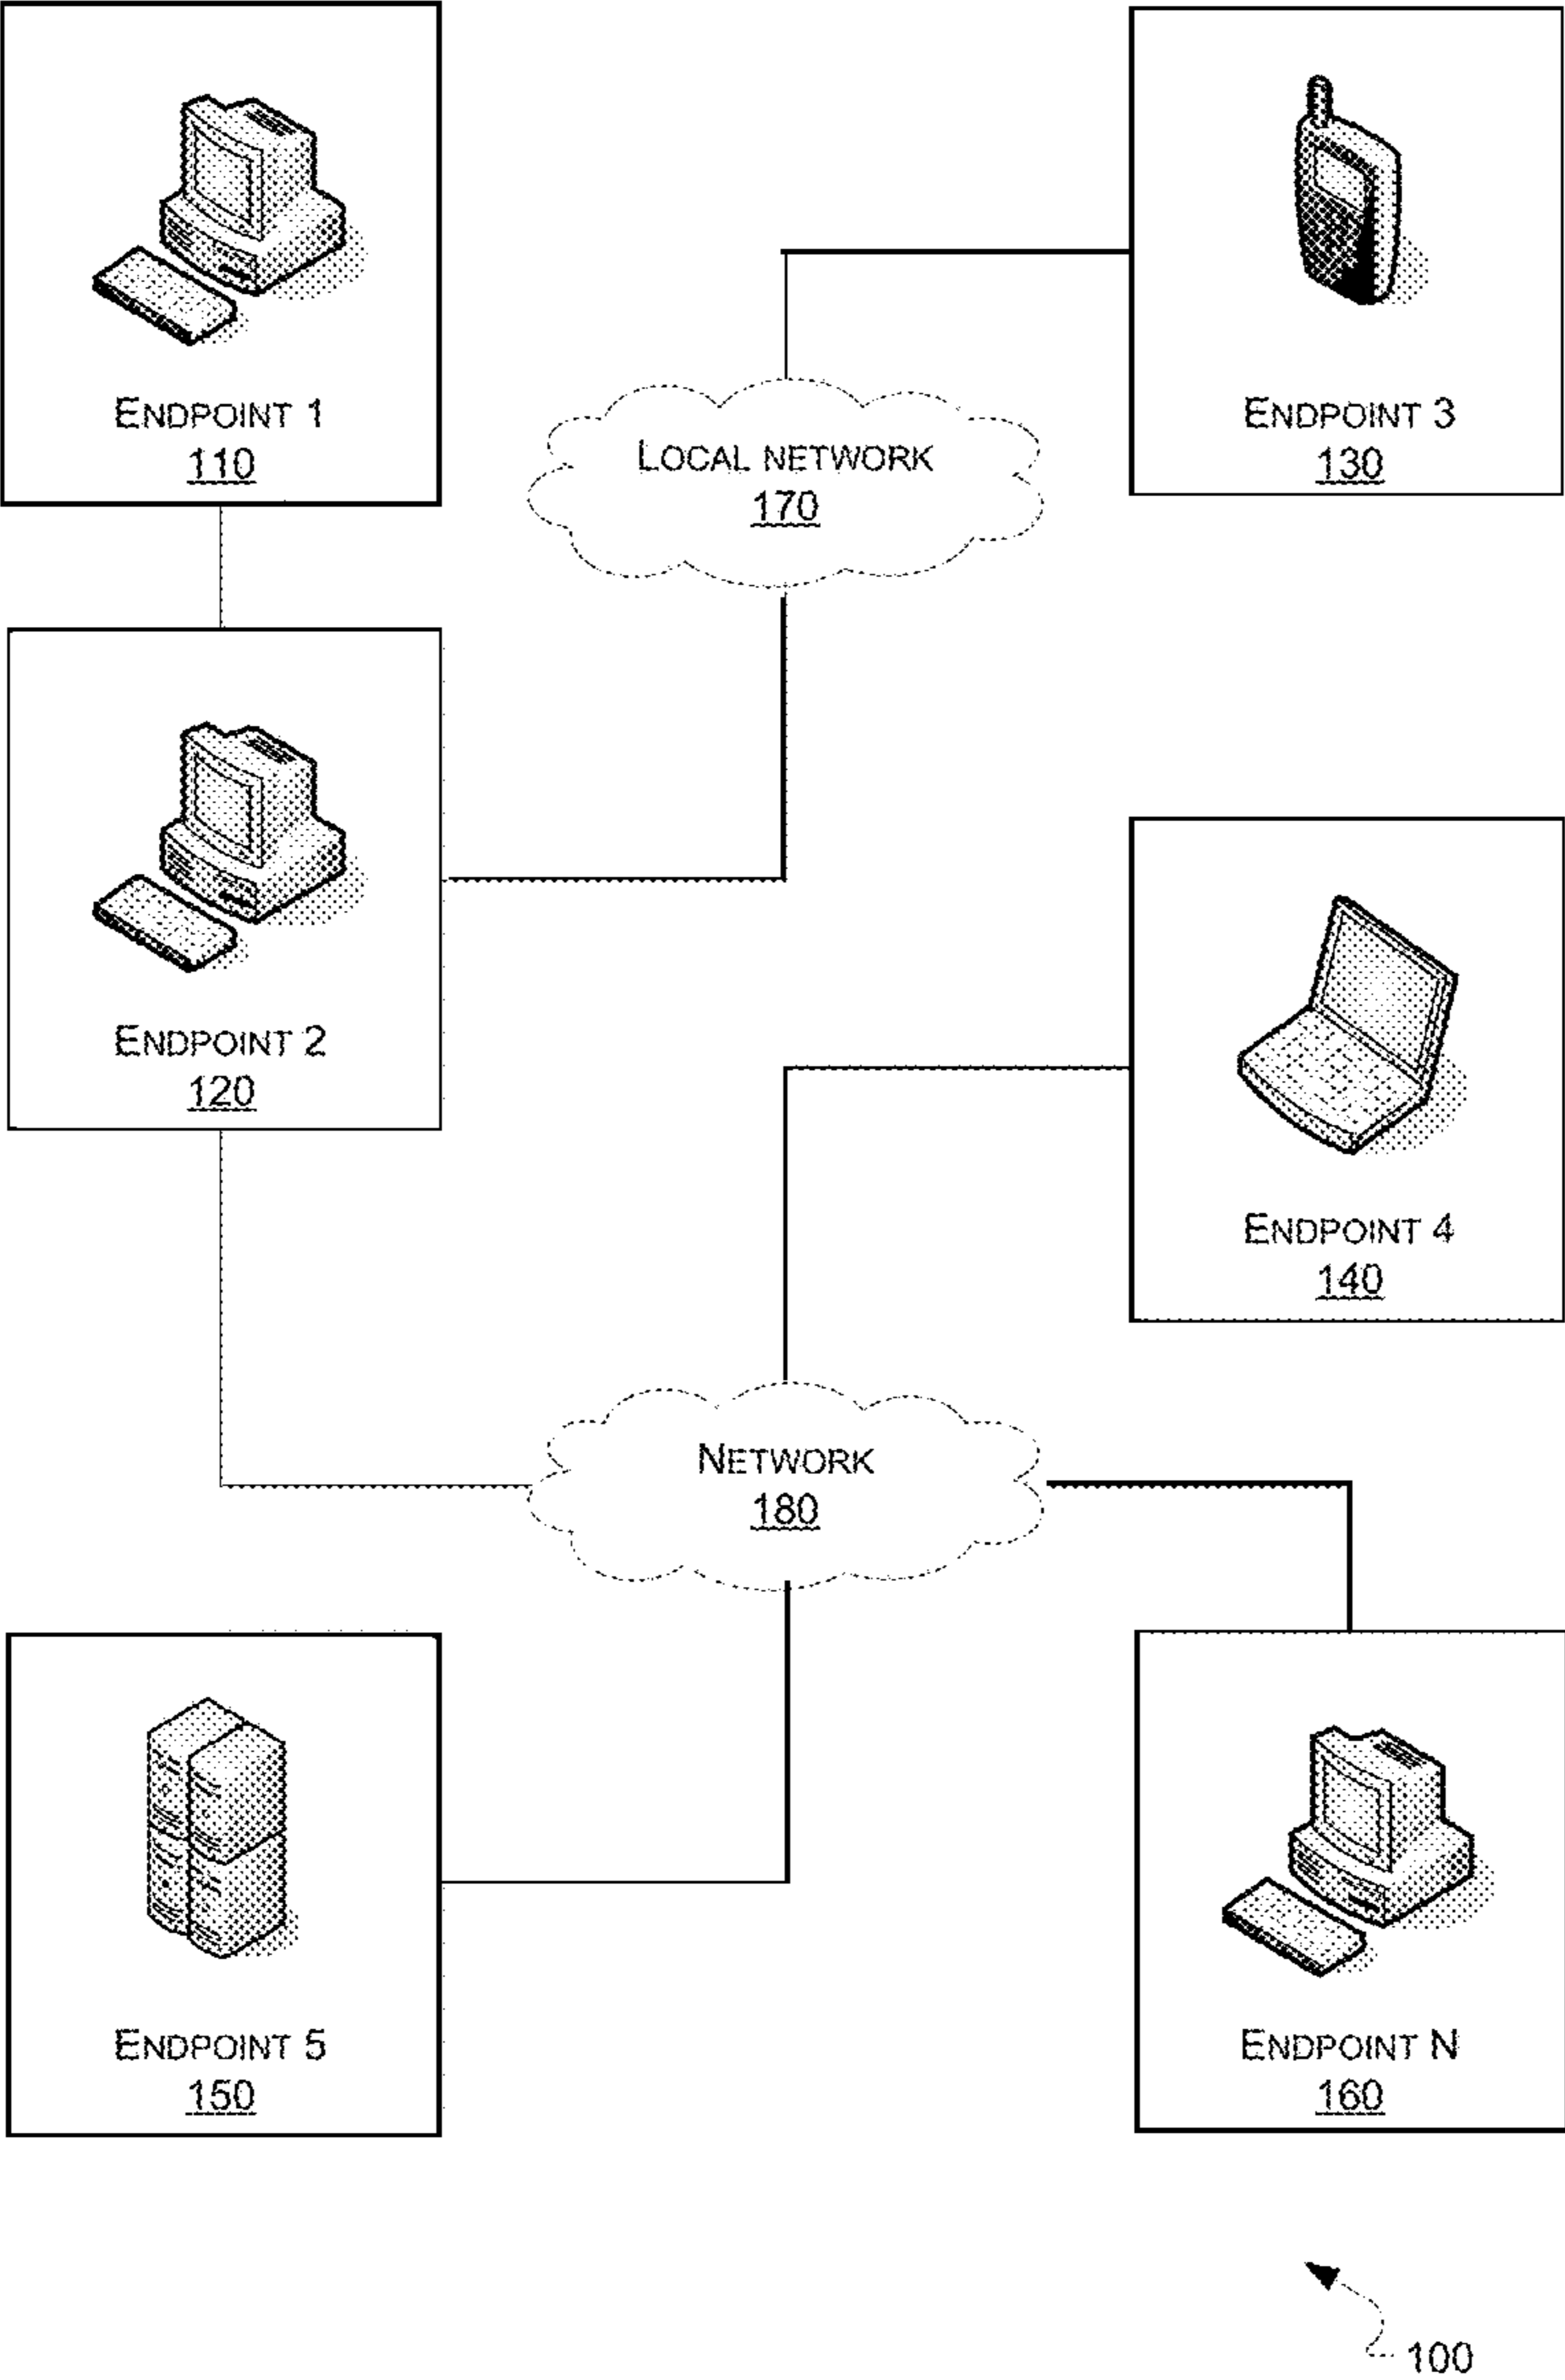 ENDPOINT 1
110
ENDPOINT 3
130
LOCAL NETWORK
170
ENDPOINT 2
120
ENDPOINT 4
140
NETWORK
180
ENDPOINT 5
150
ENDPOINT N
160
100